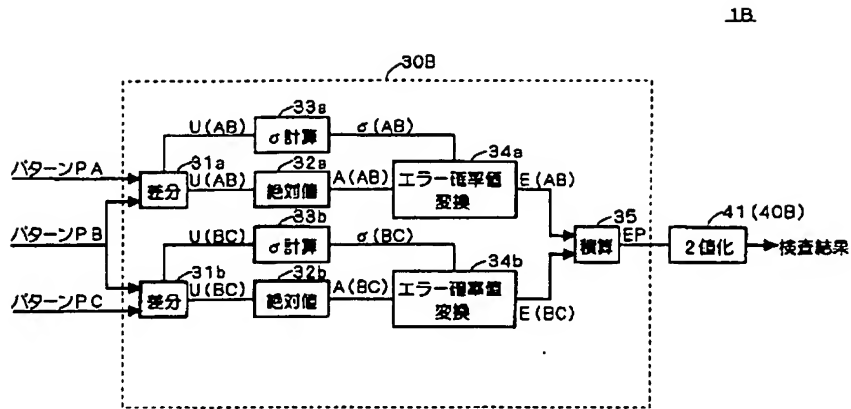 1B
30B
33a
U(AB)
σ計算
σ(AB)
34a
パターンPA
31a
差分
U(AB)
32a
絶対値
A(AB)
エラー確率値
変換
E(AB)
33b
パターンPB
U(BC)
σ計算
σ(BC)
34b
35
積算
EP
41(40B)
2値化
検査結果
31b
差分
U(BC)
32b
絶対値
A(BC)
エラー確率値
変換
E(BC)
パターンPC